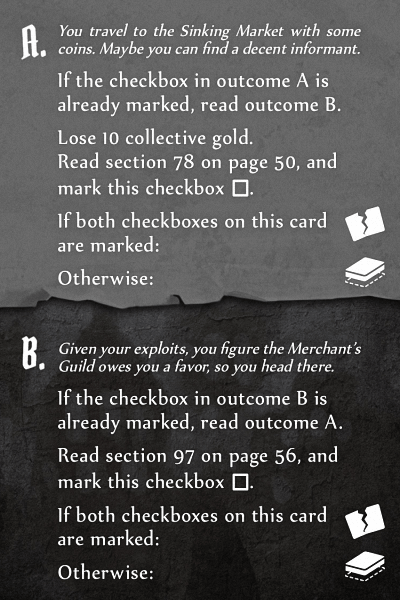 A.
You travel to the Sinking Market with some
coins. Maybe you can find a decent informant.
If the checkbox in outcome A is
already marked, read outcome B.
Lose 10 collective gold.
Read section 78 on page 50, and
mark this checkbox ☐.
If both checkboxes on this card
are marked:
Otherwise:
B.
Given your exploits, you figure the Merchant's
Guild owes you a favor, so you head there.
If the checkbox in outcome B is
already marked, read outcome A.
Read section 97 on page 56, and
mark this checkbox ☐.
If both checkboxes on this card
are marked:
Otherwise: